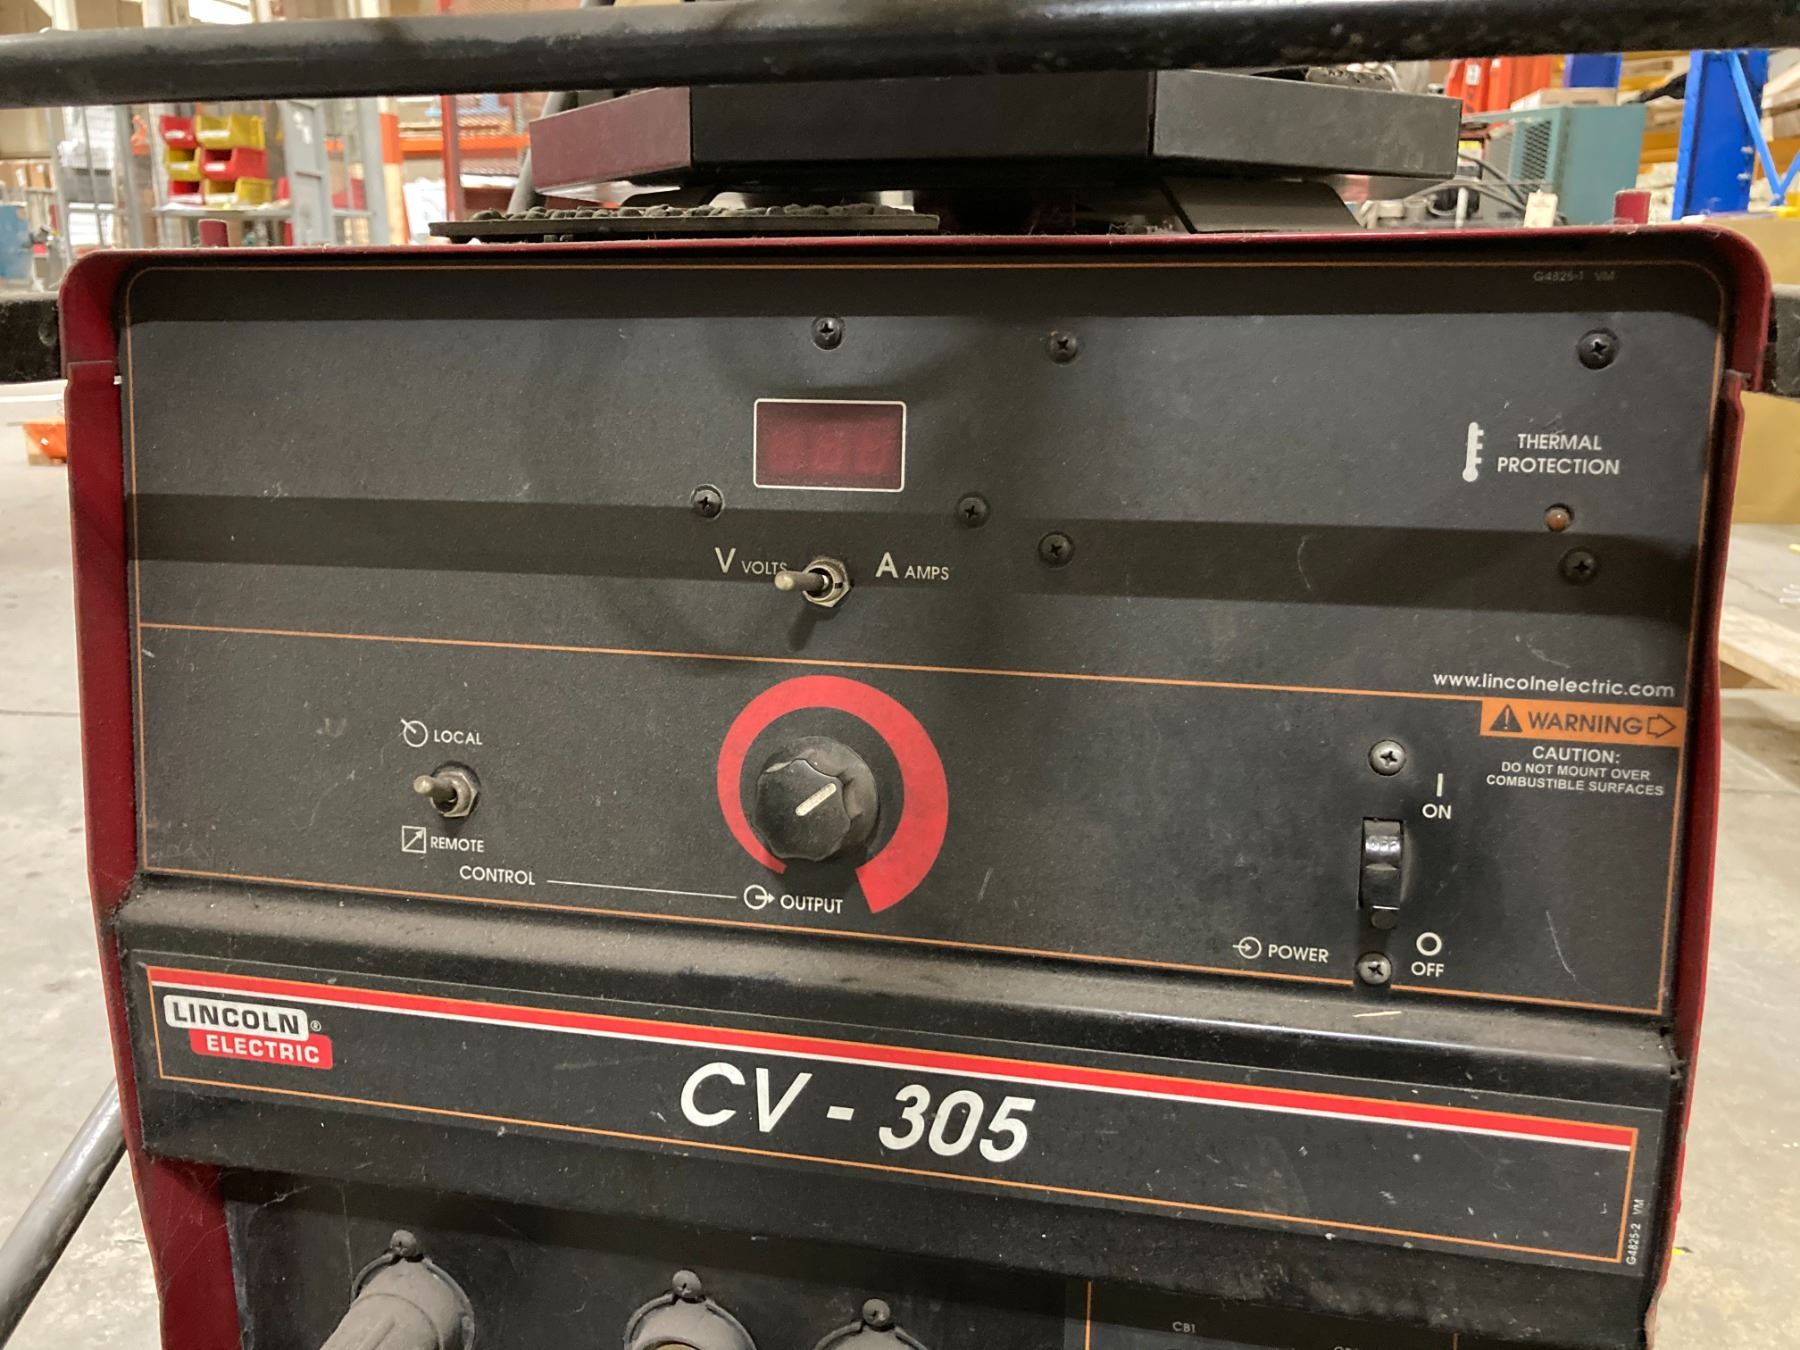 G4825-1 VM
THERMAL
PROTECTION
V VOLTS
A AMPS
www.lincolnelectric.com
WARNING
CAUTION:
DO NOT MOUNT OVER
COMBUSTIBLE SURFACES
LOCAL
REMOTE
CONTROL
OUTPUT
ON
OFF
POWER
OFF
LINCOLN®
ELECTRIC
CV - 305
G4825-2 VM
CB1